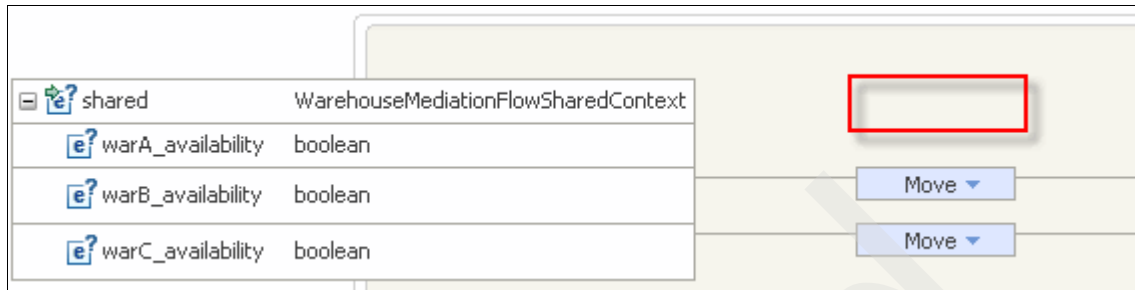 shared WarehouseMediationFlowSharedContext
warA_availability boolean
warB_availability boolean Move
warC_availability boolean Move